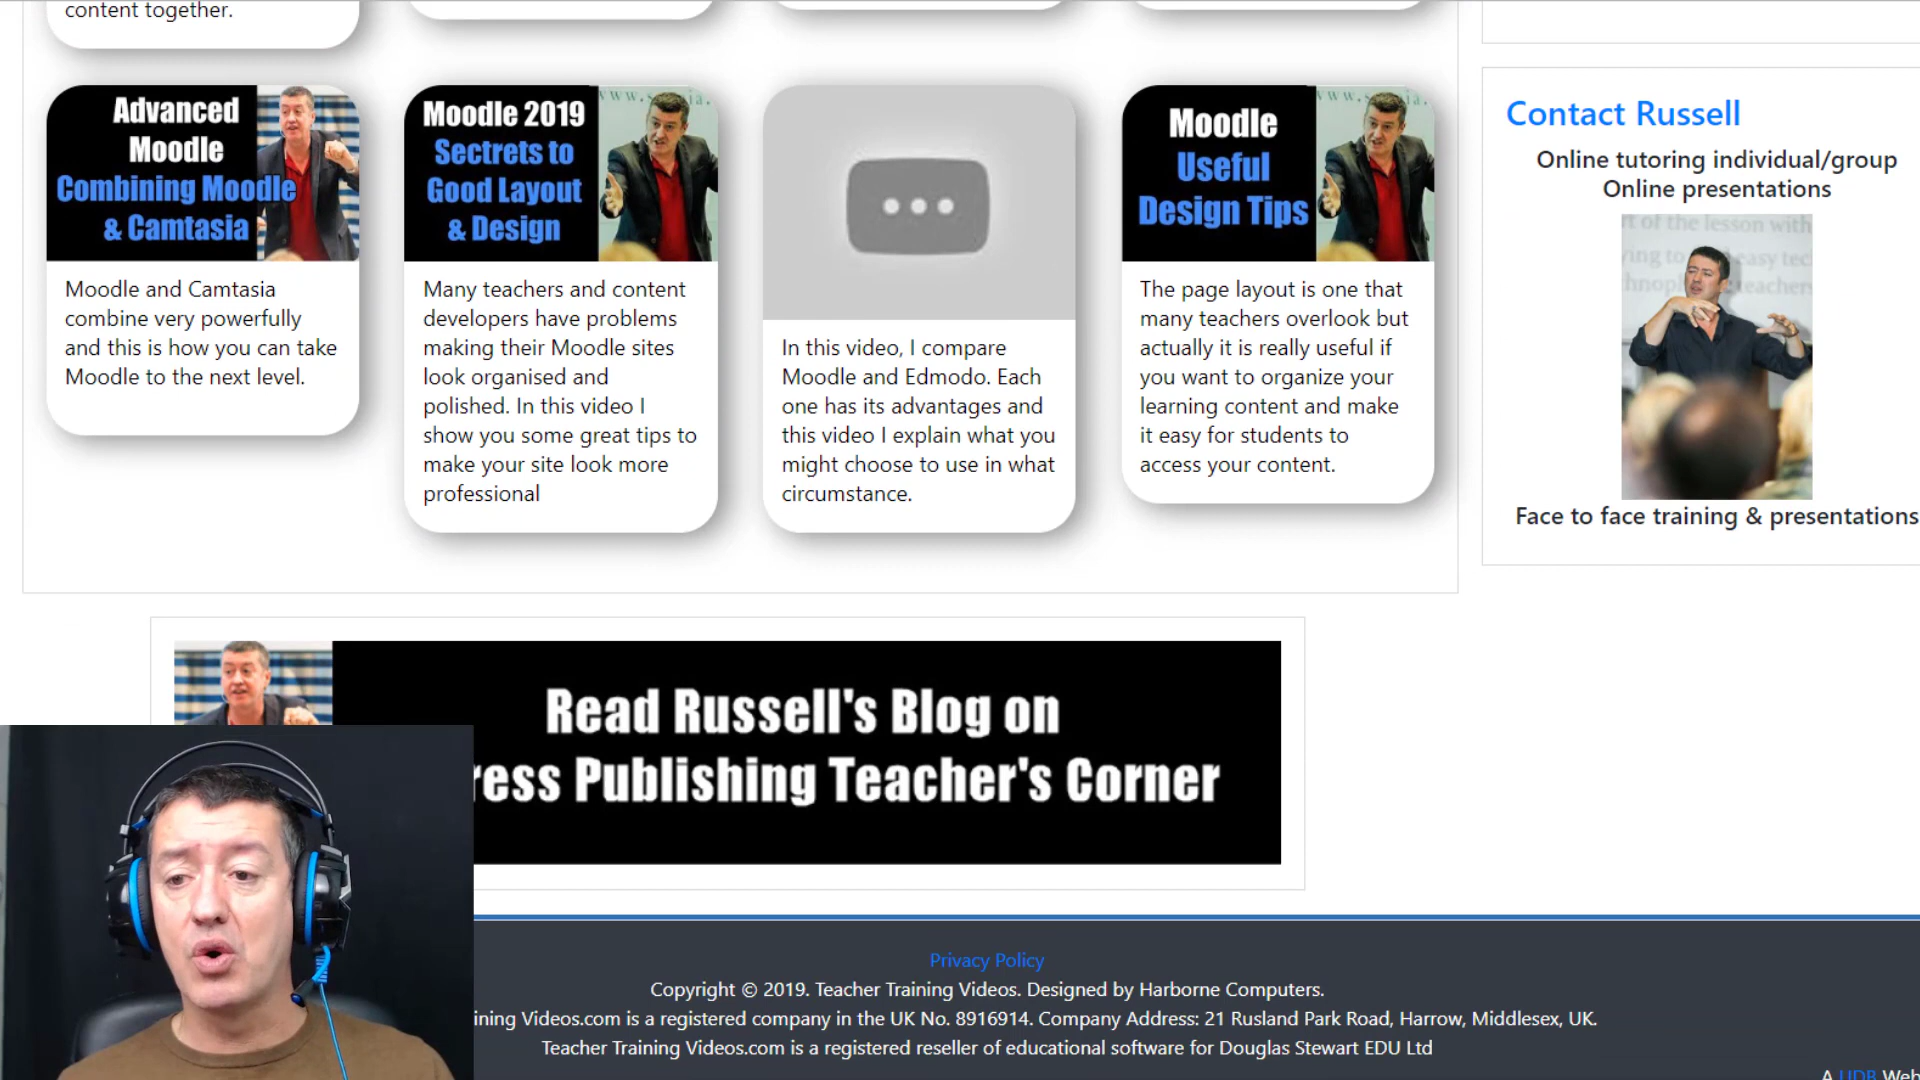 content together.
Advanced
Moodle
Combining Moodle
& Camtasia
Moodle and Camtasia
combine very powerfully
and this is how you can take
Moodle to the next level.
Moodle 2019
Sectrets to
Good Layout
& Design
Many teachers and content
developers have problems
making their Moodle sites
look organised and
polished. In this video I
show you some great tips to
make your site look more
professional
In this video, I compare
Moodle and Edmodo. Each
one has its advantages and
this video I explain what you
might choose to use in what
circumstance.
Moodle
Useful
Design Tips
The page layout is one that
many teachers overlook but
actually it is really useful if
you want to organize your
learning content and make
it easy for students to
access your content.
Contact Russell
Online tutoring individual/group
Online presentations
rt of the lesson with
Face to face training & presentations
Read Russell's Blog on
ress Publishing Teacher's Corner
Privacy Policy
Copyright © 2019. Teacher Training Videos. Designed by Harborne Computers.
ining Videos.com is a registered company in the UK No. 8916914. Company Address: 21 Rusland Park Road, Harrow, Middlesex, UK.
Teacher Training Videos.com is a registered reseller of educational software for Douglas Stewart EDU Ltd